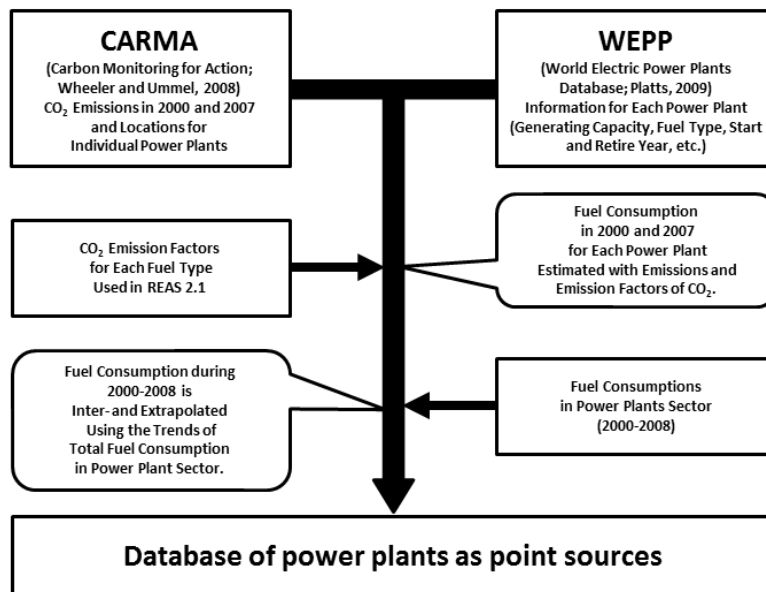 CARMA
(Carbon Monitoring for Action;
Wheeler and Ummel, 2008)
CO₂ Emissions in 2000 and 2007
and Locations for
Individual Power Plants
WEPP
(World Electric Power Plants
Database; Platts, 2009)
Information for Each Power Plant
(Generating Capacity, Fuel Type, Start
and Retire Year, etc.)
CO₂ Emission Factors
for Each Fuel Type
Used in REAS 2.1
Fuel Consumption
in 2000 and 2007
for Each Power Plant
Estimated with Emissions and
Emission Factors of CO₂.
Fuel Consumption during
2000-2008 is
Inter- and Extrapolated
Using the Trends of
Total Fuel Consumption
in Power Plant Sector.
Fuel Consumptions
in Power Plants Sector
(2000-2008)
Database of power plants as point sources